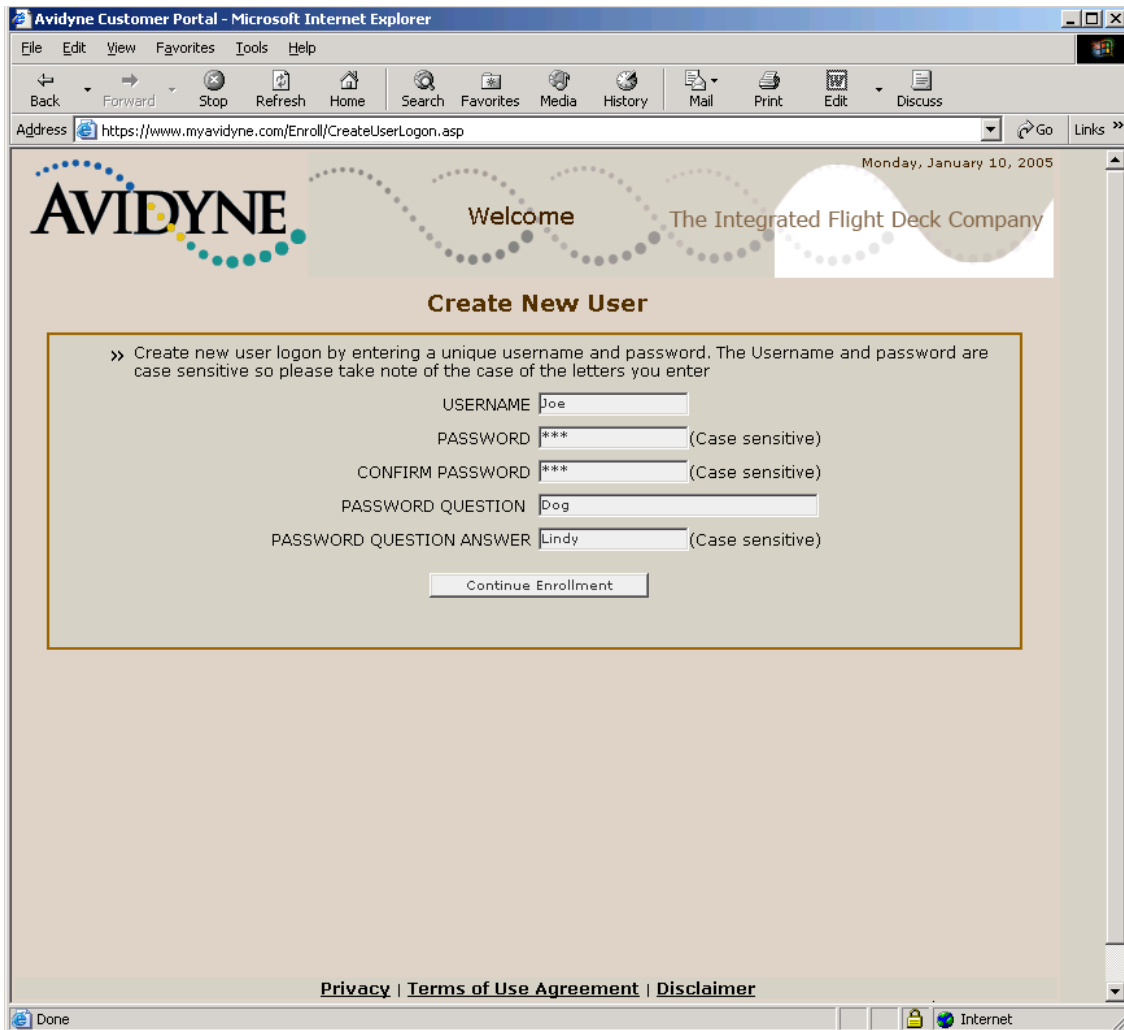 Avidyne Customer Portal - Microsoft Internet Explorer
File Edit View Favorites Tools Help
Back Forward Stop Refresh Home Search Favorites Media History Mail Print Edit Discuss
Address https://www.myavidyne.com/Enroll/CreateUserLogon.asp Go Links »
Monday, January 10, 2005
AVIDYNE Welcome The Integrated Flight Deck Company
Create New User
» Create new user logon by entering a unique username and password. The Username and password are
case sensitive so please take note of the case of the letters you enter
USERNAME Joe
PASSWORD *** (Case sensitive)
CONFIRM PASSWORD *** (Case sensitive)
PASSWORD QUESTION Dog
PASSWORD QUESTION ANSWER Lindy (Case sensitive)
Continue Enrollment
Privacy | Terms of Use Agreement | Disclaimer
Done Internet